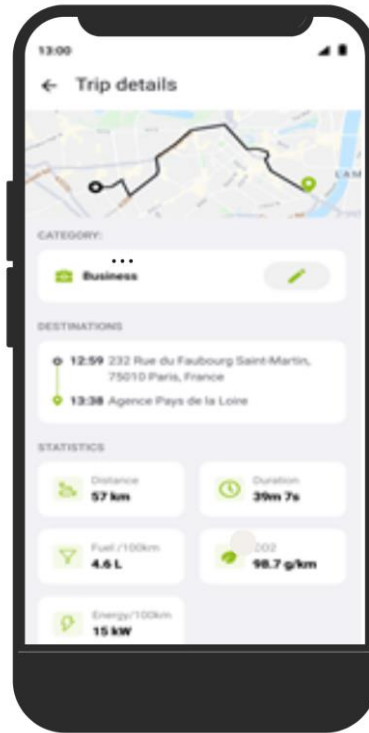 13:00
← Trip details
LAM
CATEGORY:
...
Business
DESTINATIONS
12:59 232 Rue du Faubourg Saint-Martin,
75010 Paris, France
13:38 Agence Pays de la Loire
STATISTICS
Distance
57 km
Duration
39m 7s
Fuel /100km
4.6 L
CO2
98.7 g/km
Energy/100km
15 kW